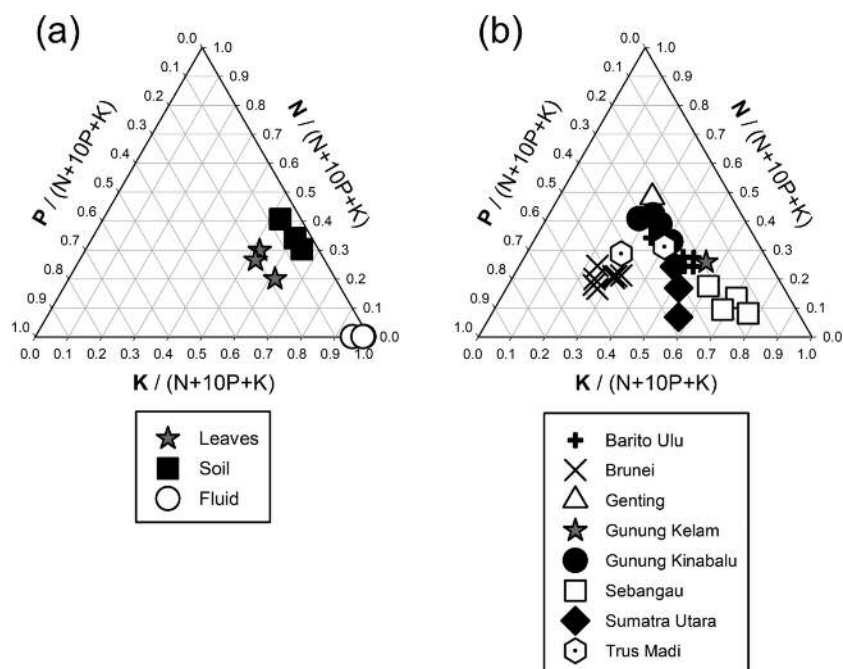 (a)
(b)
0.0
1.0
0.1
0.9
0.2
0.8
0.3
0.7
0.4
0.6
0.5
0.5
0.6
0.4
0.7
0.3
0.8
0.2
0.9
0.1
1.0
0.0
P / (N+10P+K)
N / (N+10P+K)
0.0 0.1 0.2 0.3 0.4 0.5 0.6 0.7 0.8 0.9 1.0
K / (N+10P+K)
0.0
1.0
0.1
0.9
0.2
0.8
0.3
0.7
0.4
0.6
0.5
0.5
0.6
0.4
0.7
0.3
0.8
0.2
0.9
0.1
1.0
0.0
P / (N+10P+K)
N / (N+10P+K)
0.0 0.1 0.2 0.3 0.4 0.5 0.6 0.7 0.8 0.9 1.0
K / (N+10P+K)
Leaves
Soil
Fluid
Barito Ulu
Brunei
Genting
Gunung Kelam
Gunung Kinabalu
Sebangau
Sumatra Utara
Trus Madi